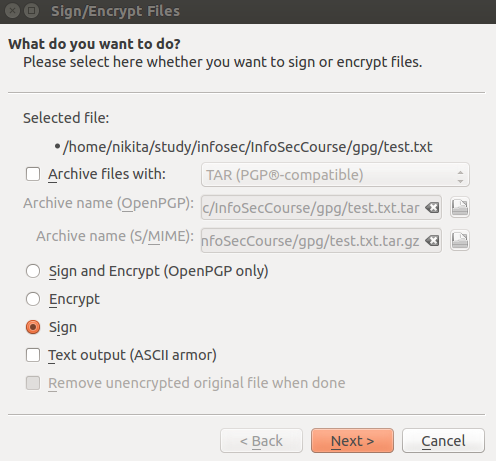 Sign/Encrypt Files
What do you want to do?
Please select here whether you want to sign or encrypt files.
Selected file:
• /home/nikita/study/infosec/InfoSecCourse/gpg/test.txt
Archive files with: TAR (PGP®-compatible)
Archive name (OpenPGP): c/InfoSecCourse/gpg/test.txt.tar
Archive name (S/MIME): nfoSecCourse/gpg/test.txt.tar.gz
Sign and Encrypt (OpenPGP only)
Encrypt
Sign
Text output (ASCII armor)
Remove unencrypted original file when done
< Back Next > Cancel